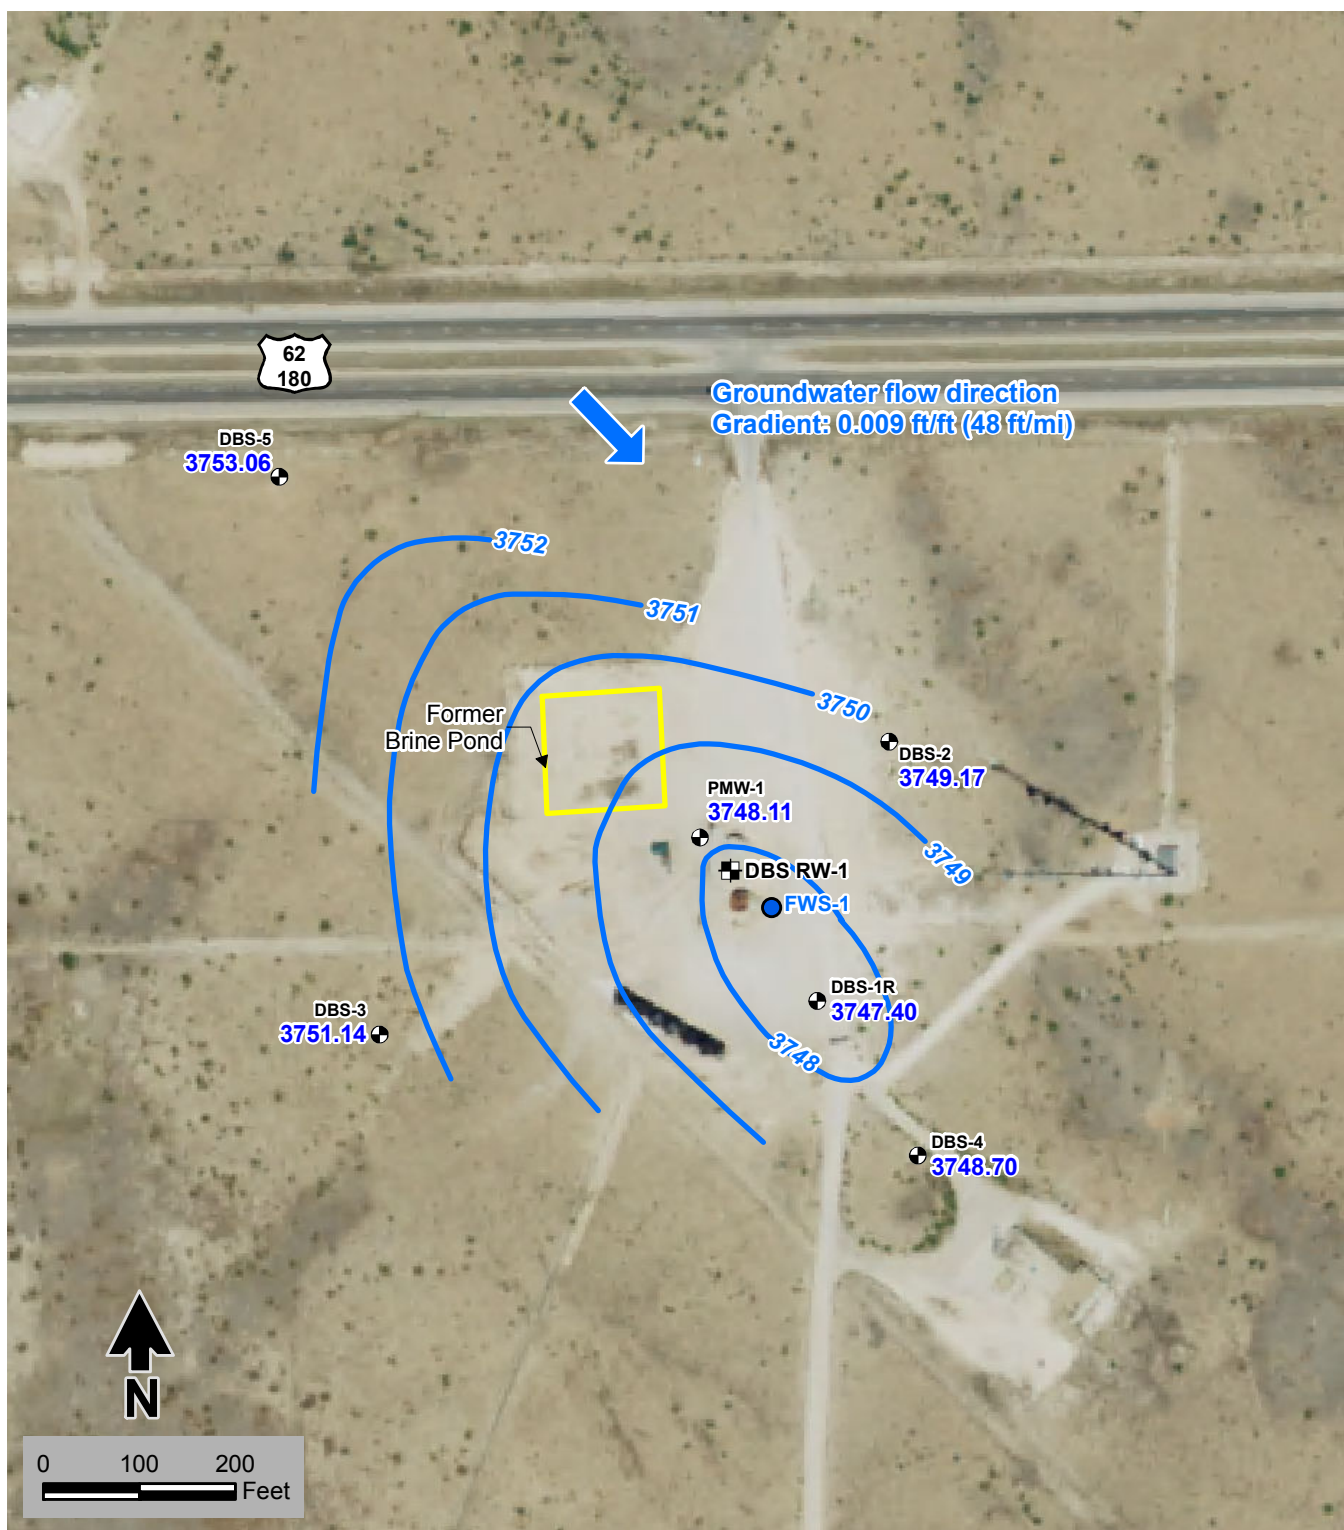 62
180
Groundwater flow direction
Gradient: 0.009 ft/ft (48 ft/mi)
DBS-5
3753.06
3752
3751
3750
Former
Brine Pond
DBS-2
3749.17
PMW-1
3748.11
3749
DBS RW-1
FWS-1
DBS-1R
3747.40
DBS-3
3751.14
3748
DBS-4
3748.70
N
0 100 200
Feet